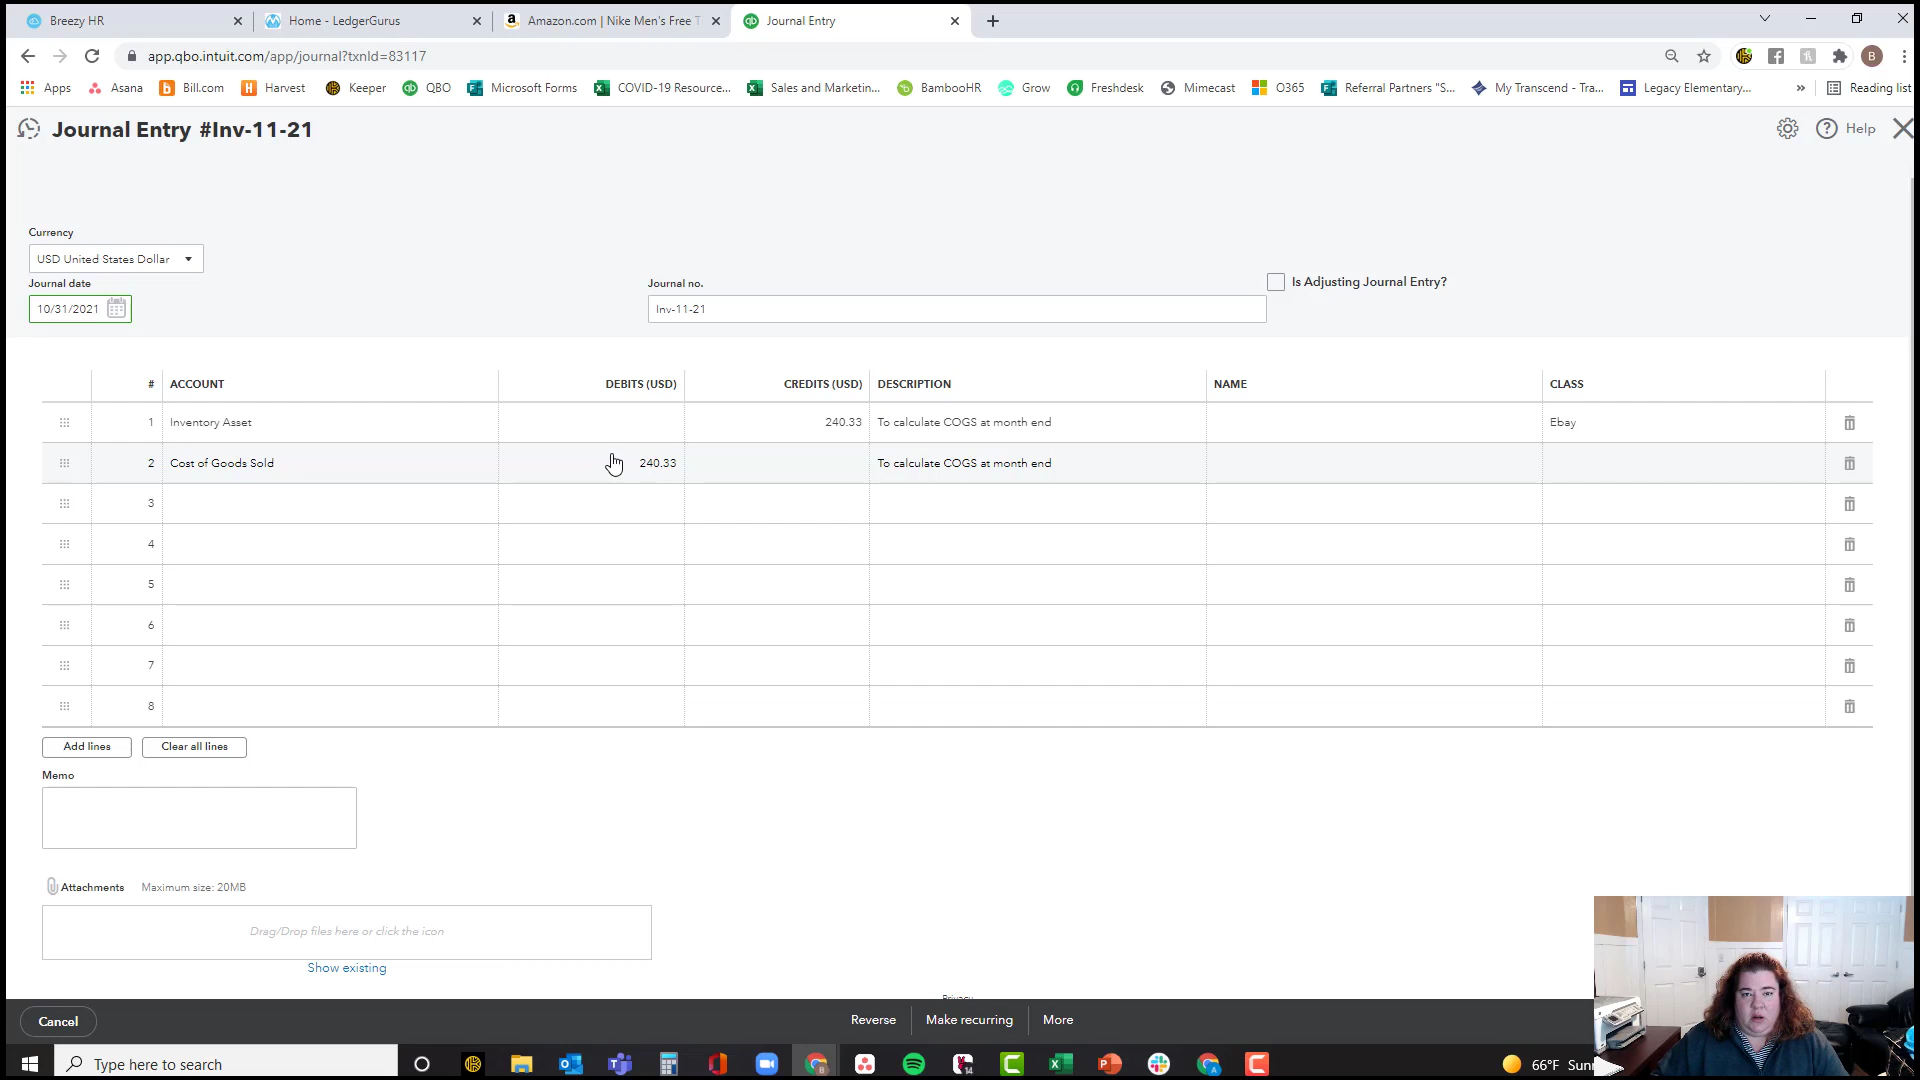 Breezy HR
Home - LedgerGurus
Amazon.com | Nike Men's Free T
Journal Entry
app.qbo.intuit.com/app/journal?txnId=83117
B
Apps
Asana
Bill.com
Harvest
Keeper
QBO
Microsoft Forms
COVID-19 Resource...
Sales and Marketin...
BambooHR
Grow
Freshdesk
Mimecast
O365
Referral Partners "S...
My Transcend - Tra...
Legacy Elementary...
»
Reading list
Journal Entry #Inv-11-21
Help
Currency
USD United States Dollar
Journal date
10/31/2021
Journal no.
Inv-11-21
Is Adjusting Journal Entry?
# ACCOUNT DEBITS (USD) CREDITS (USD) DESCRIPTION NAME CLASS
1 Inventory Asset 240.33 To calculate COGS at month end Ebay
2 Cost of Goods Sold 240.33 To calculate COGS at month end
3
4
5
6
7
8
Add lines
Clear all lines
Memo
Attachments Maximum size: 20MB
Drag/Drop files here or click the icon
Show existing
Privacy
Cancel
Reverse
Make recurring
More
Type here to search
66°F Sunn